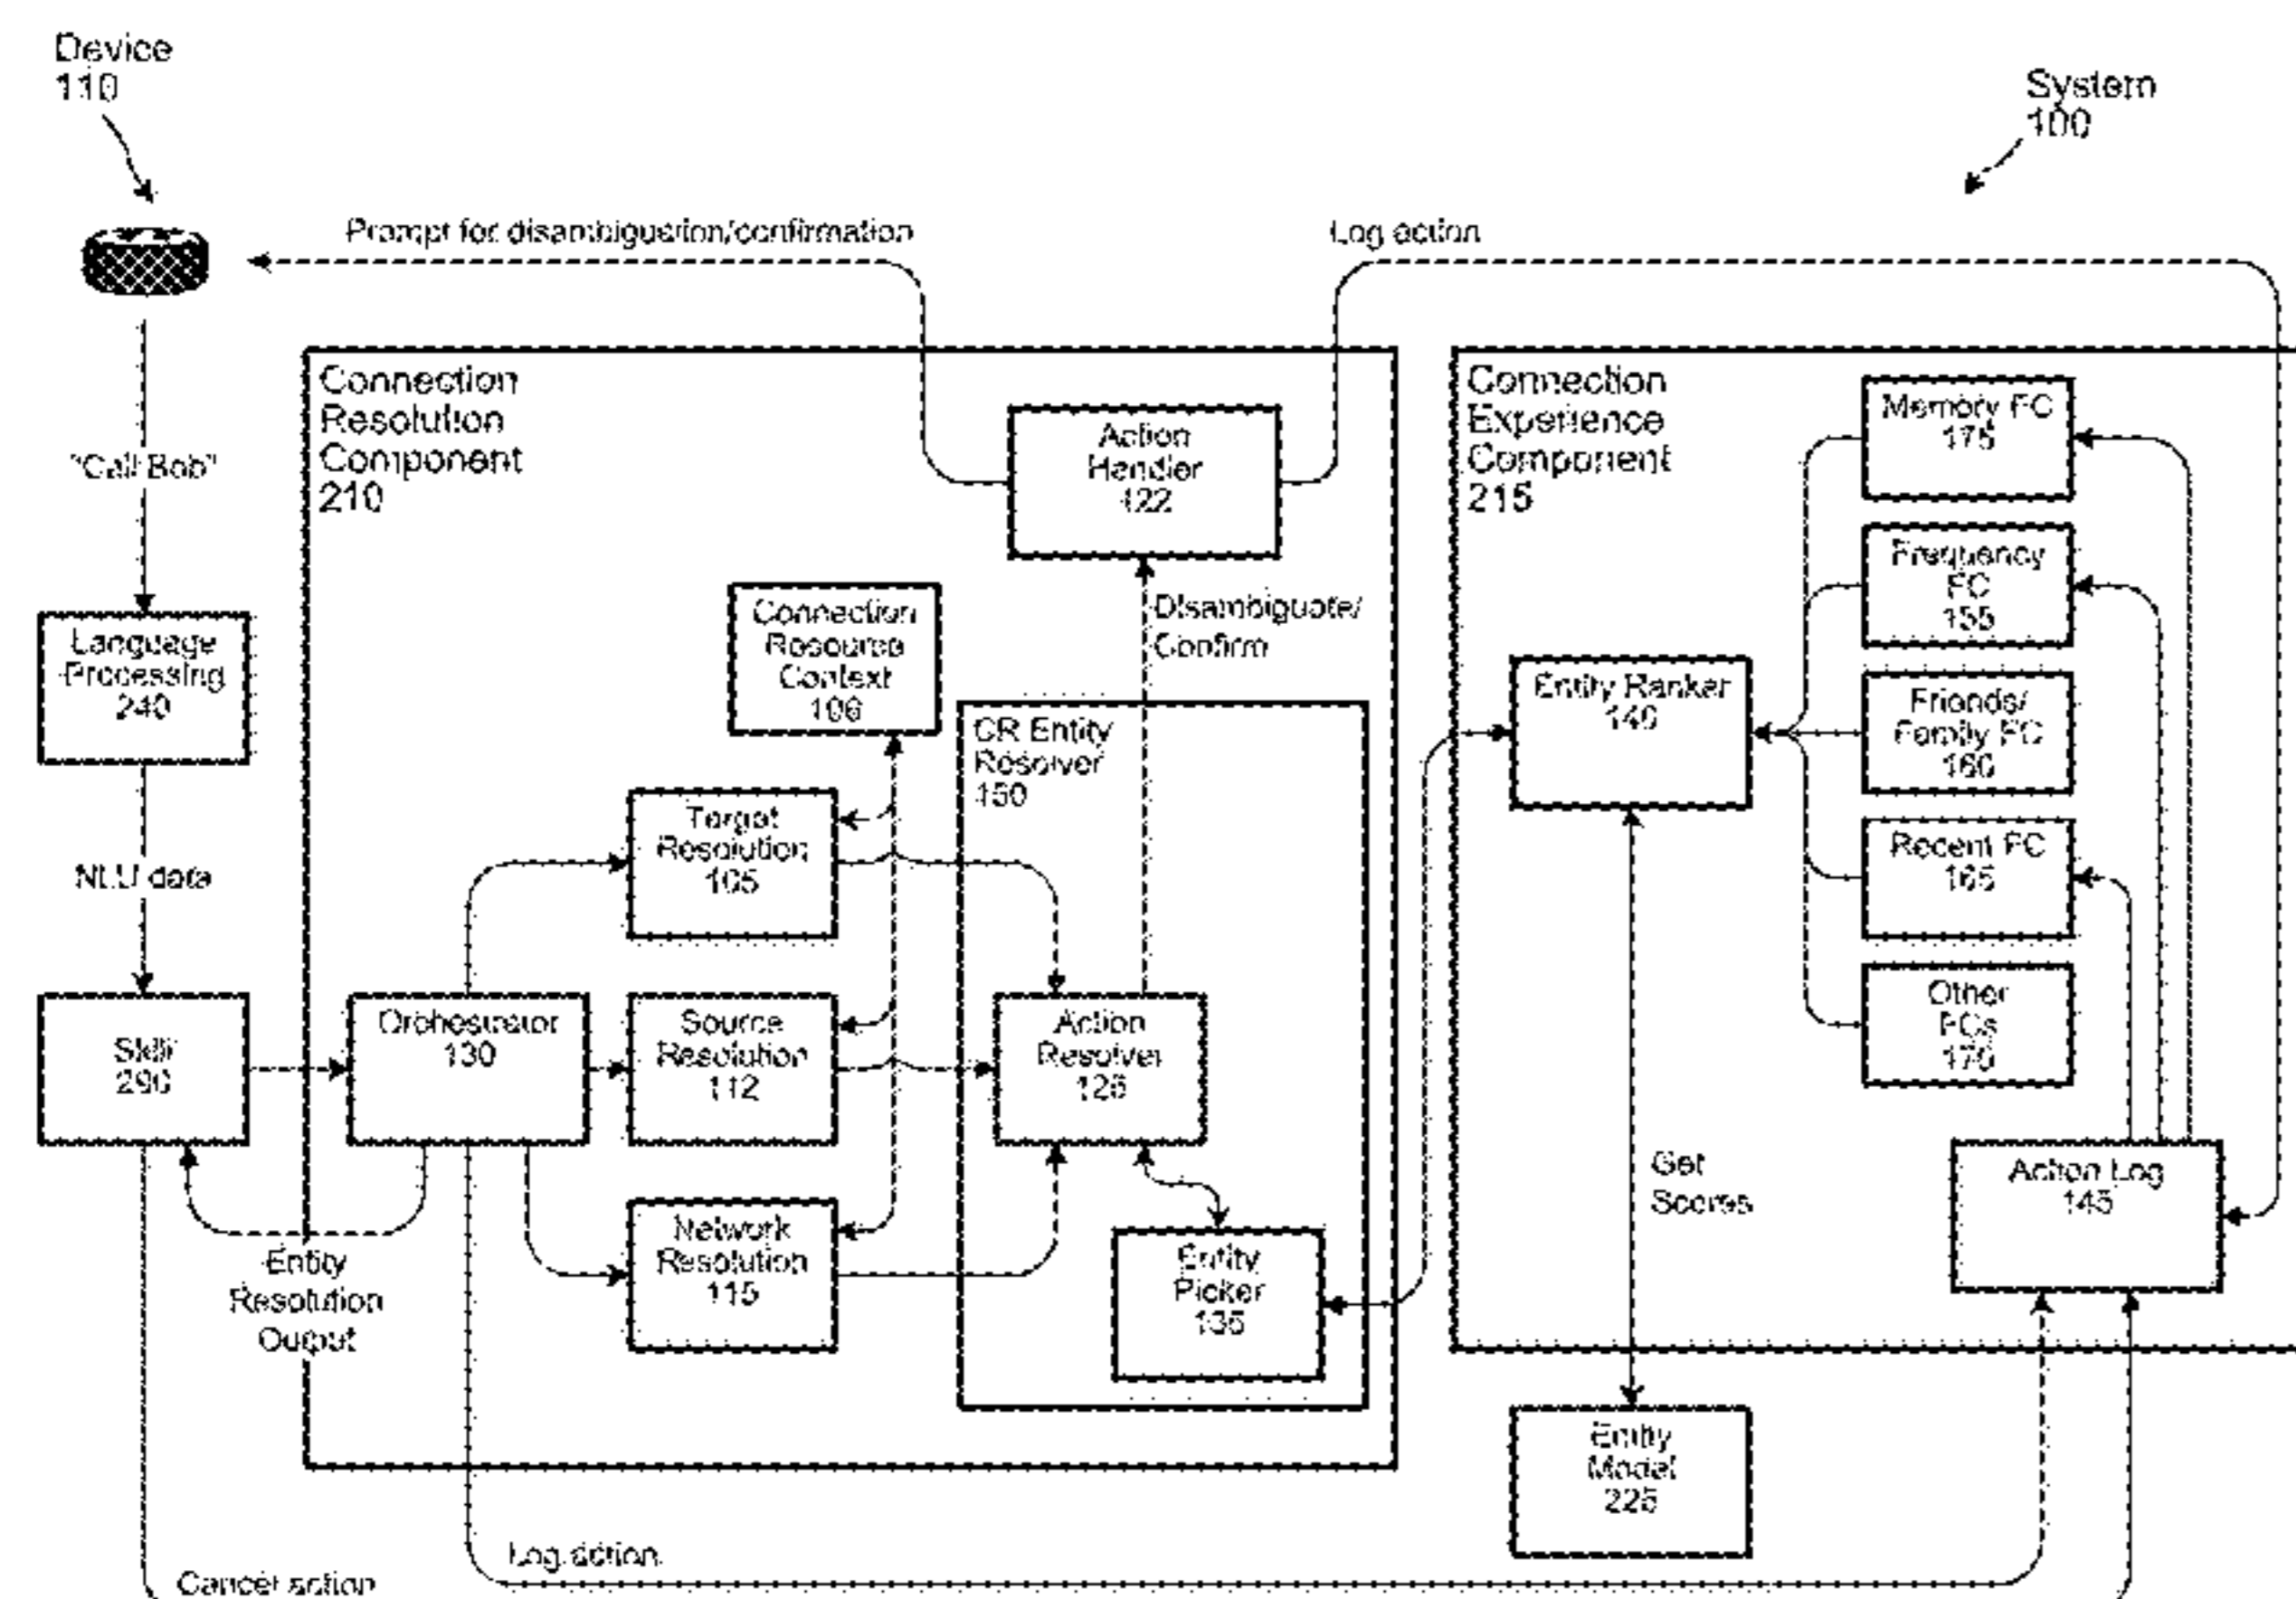 Device
110
System
100
Prompt for disambiguation/confirmation
Log action
"Call Bob"
Language
Processing
240
NLU data
Skill
290
Connection
Resolution
Component
210
Action
Handler
122
Connection
Resource
Context
106
Disambiguate/
Confirm
CR Entity
Resolver
150
Target
Resolution
105
Orchestrator
130
Source
Resolution
112
Action
Resolver
126
Network
Resolution
115
Entity
Picker
135
Entity
Resolution
Output
Connection
Experience
Component
215
Memory FC
175
Frequency
FC
155
Entity Ranker
140
Friends/
Family FC
160
Recent FC
165
Other
FCs
170
Get
Scores
Action Log
145
Entity
Model
225
Log action
Cancel action